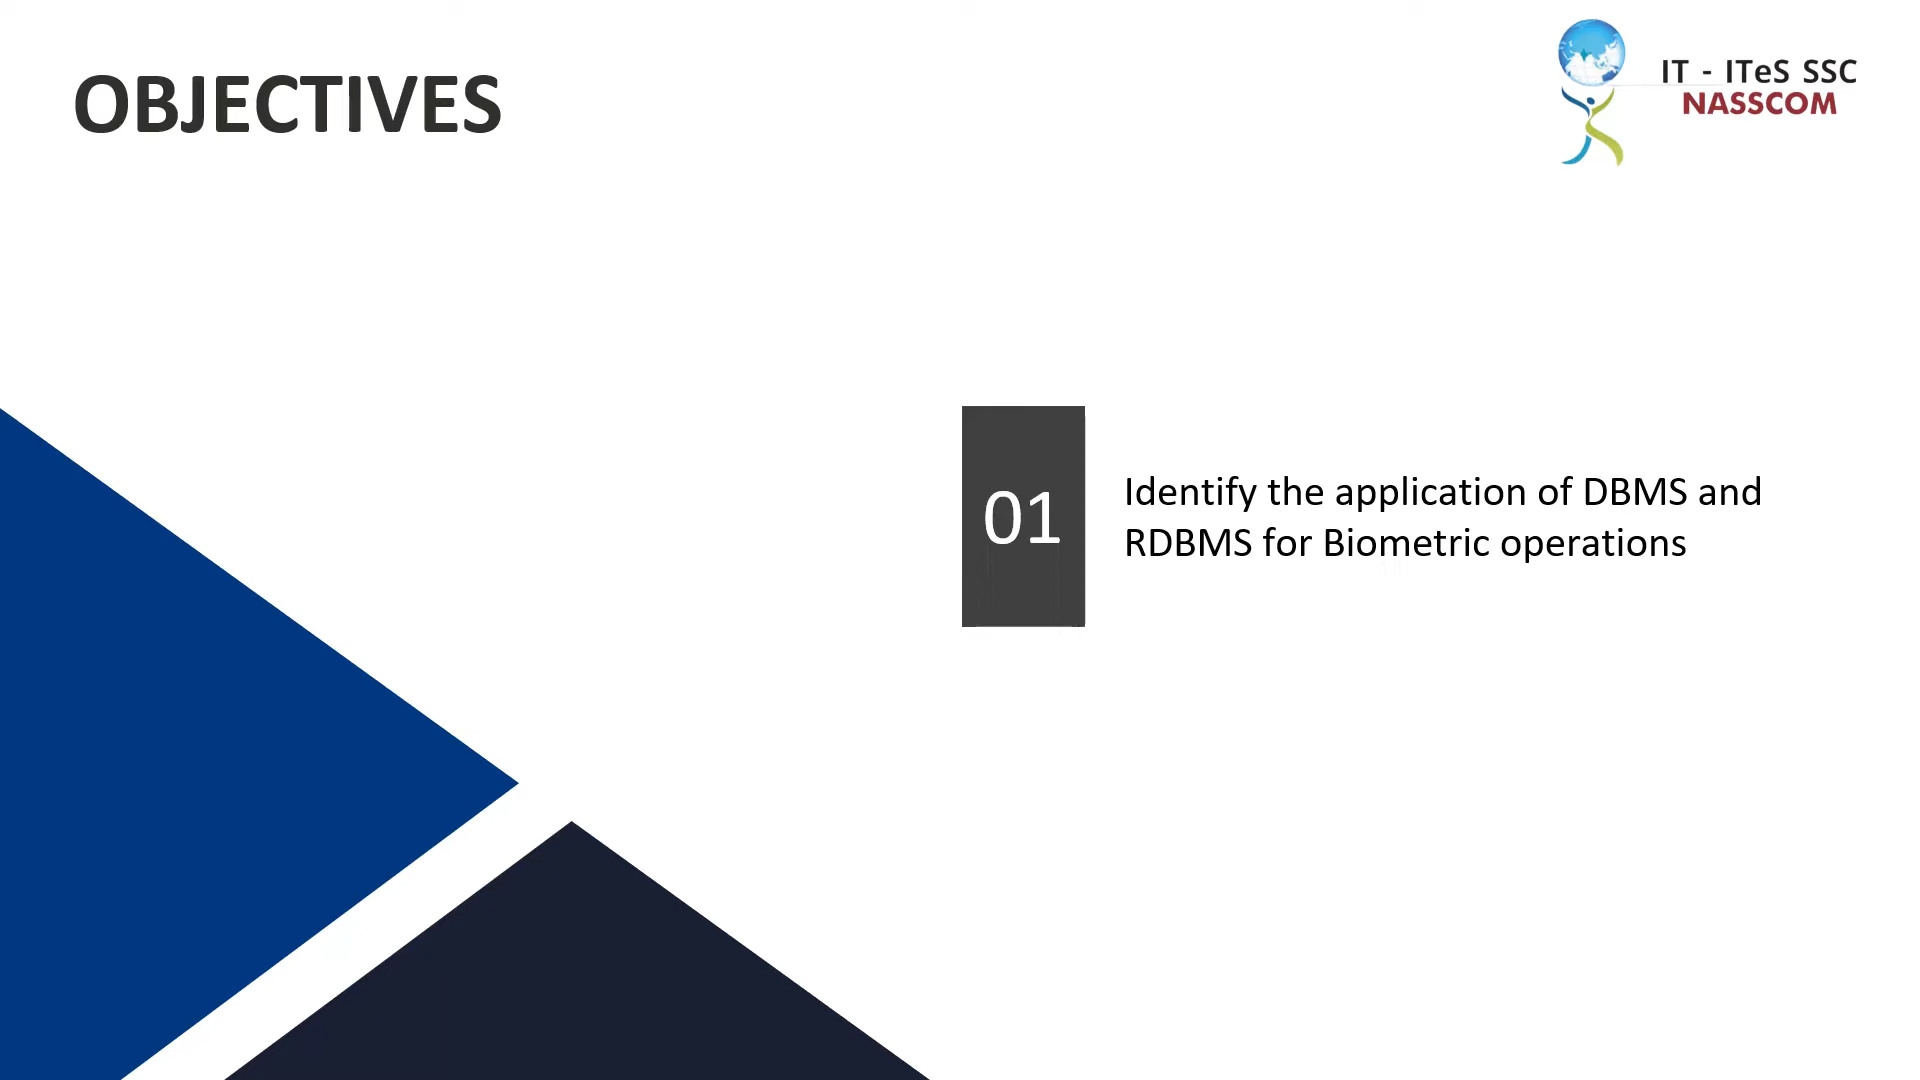 OBJECTIVES
IT - ITeS SSC
NASSCOM
01
Identify the application of DBMS and
RDBMS for Biometric operations